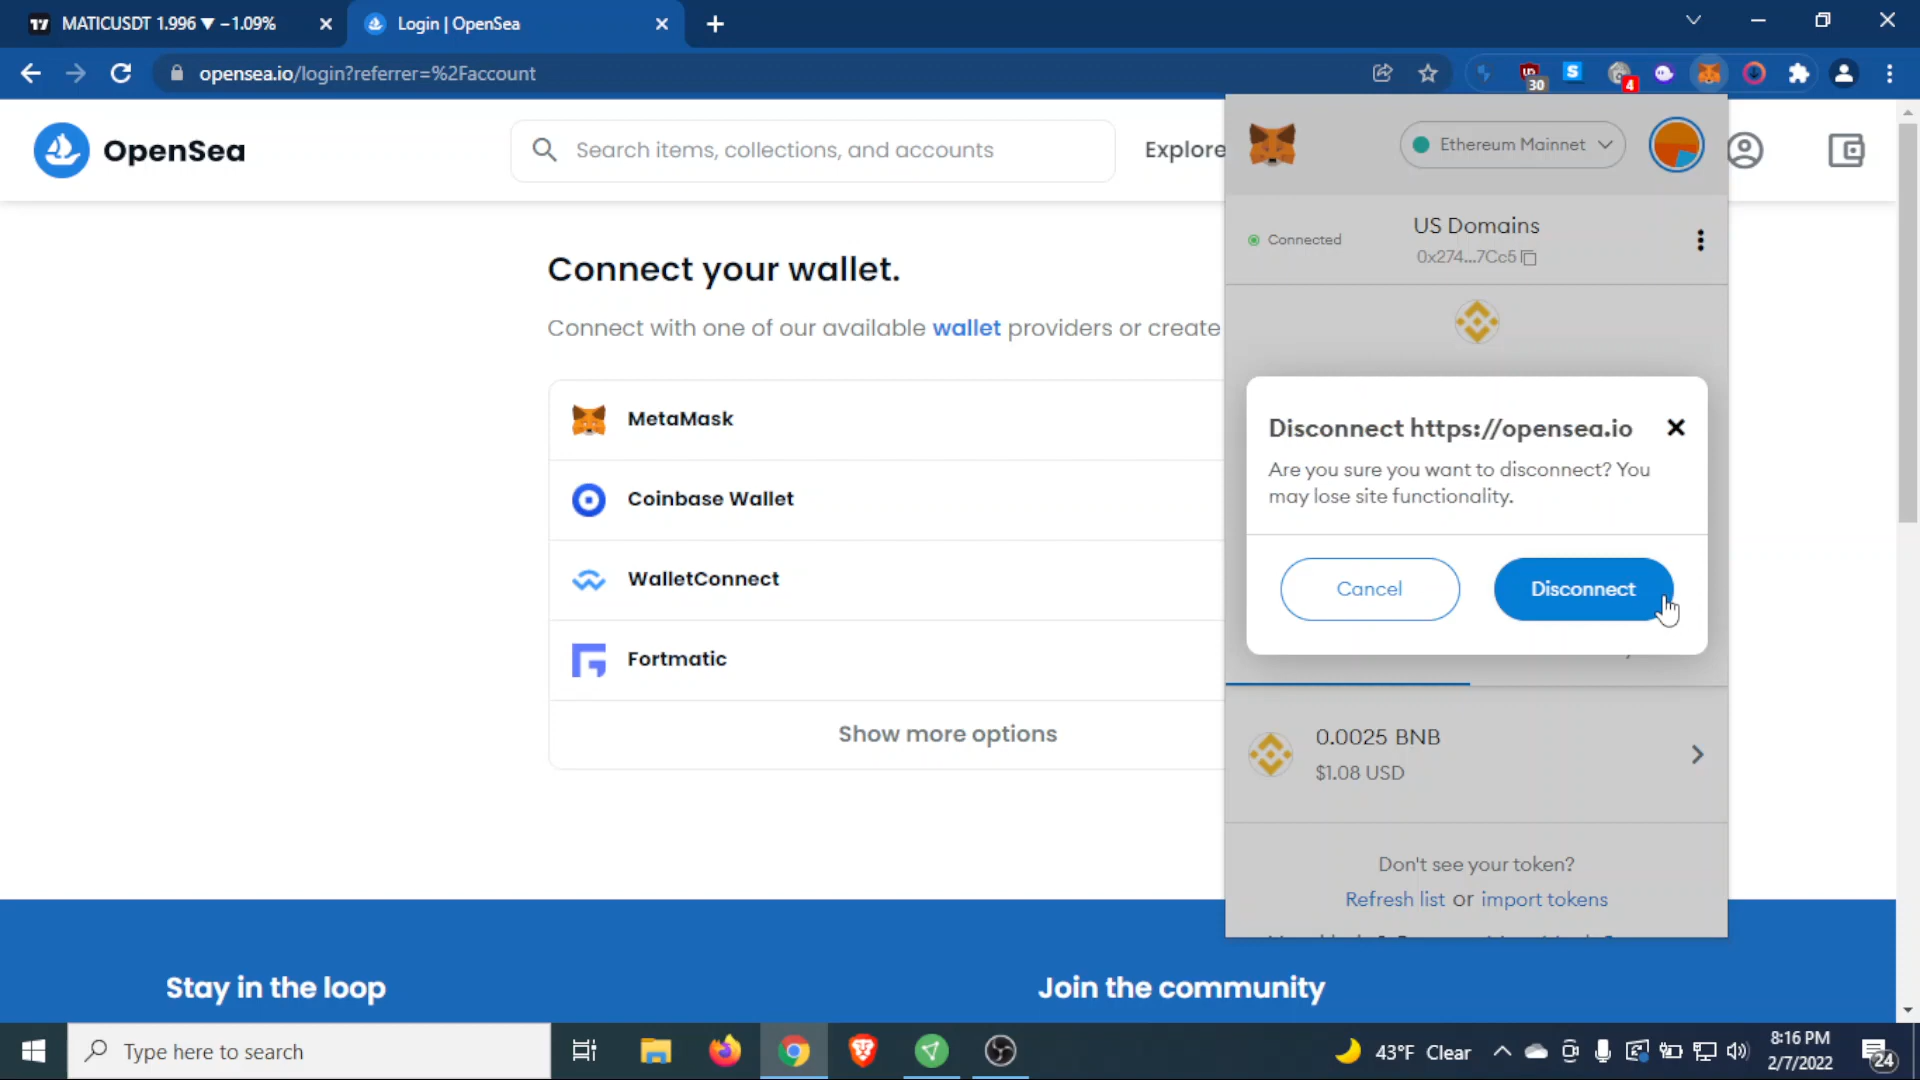 MATICUSDT 1.996 ▼ −1.09%
Login | OpenSea
opensea.io/login?referrer=%2Faccount
30
S
4
OpenSea
Search items, collections, and accounts
Explore
Ethereum Mainnet
Connected
US Domains
0x274...7Cc5
Connect your wallet.
Connect with one of our available wallet providers or create
MetaMask
Coinbase Wallet
WalletConnect
Fortmatic
Show more options
Disconnect https://opensea.io
Are you sure you want to disconnect? You
may lose site functionality.
Cancel
Disconnect
0.0025 BNB
$1.08 USD
Don't see your token?
Refresh list or import tokens
Stay in the loop
Join the community
Type here to search
43°F Clear
8:16 PM
2/7/2022
24